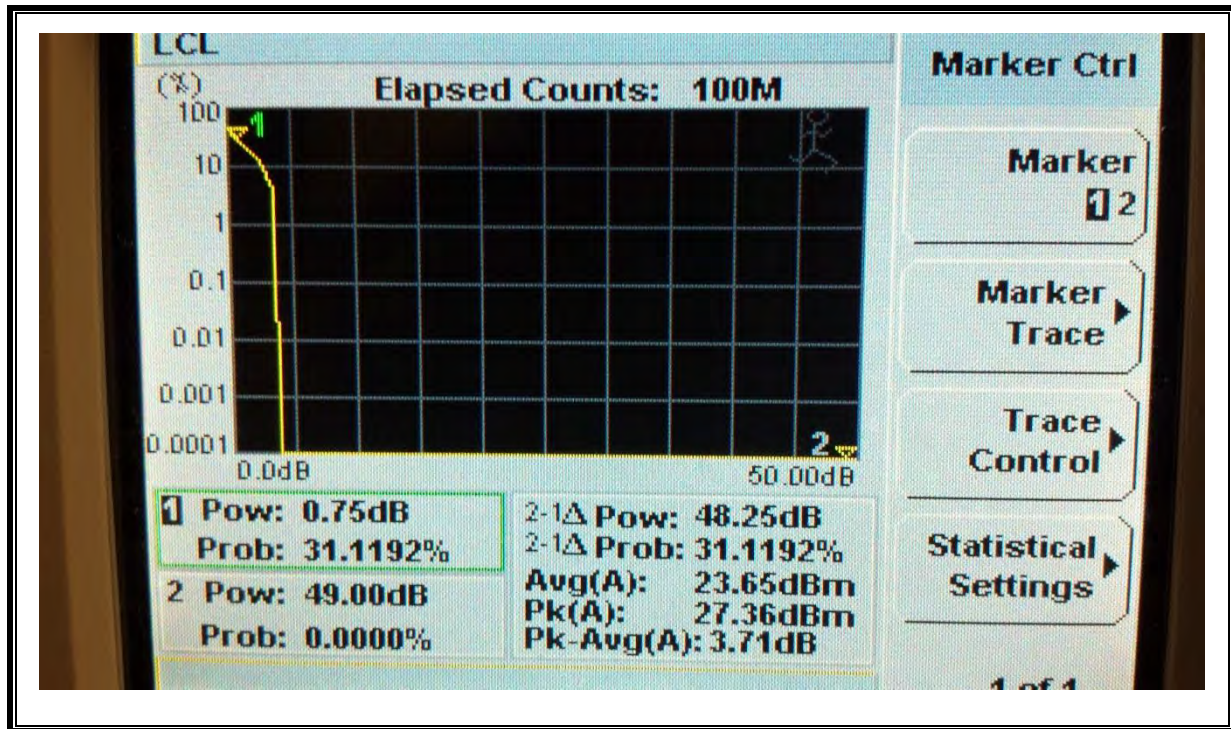 LCL
(%)
Elapsed Counts: 100M
100
1
10
1
0.1
0.01
0.001
0.0001
2
0.0dB
50.00dB
1 Pow: 0.75dB
Prob: 31.1192%
2 Pow: 49.00dB
Prob: 0.0000%
2-1Δ Pow: 48.25dB
2-1Δ Prob: 31.1192%
Avg(A): 23.65dBm
Pk(A): 27.36dBm
Pk-Avg(A): 3.71dB
Marker Ctrl
Marker
1 2
Marker
Trace
Trace
Control
Statistical
Settings
1 of 1